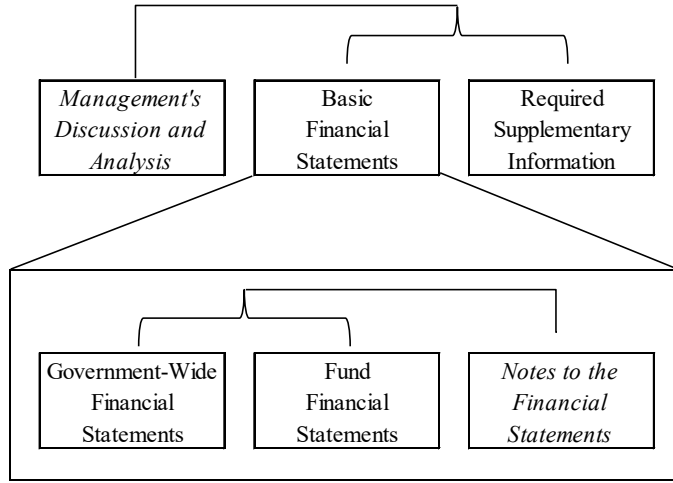 Management's
Discussion and
Analysis
Basic
Financial
Statements
Required
Supplementary
Information
Government-Wide
Financial
Statements
Fund
Financial
Statements
Notes to the
Financial
Statements